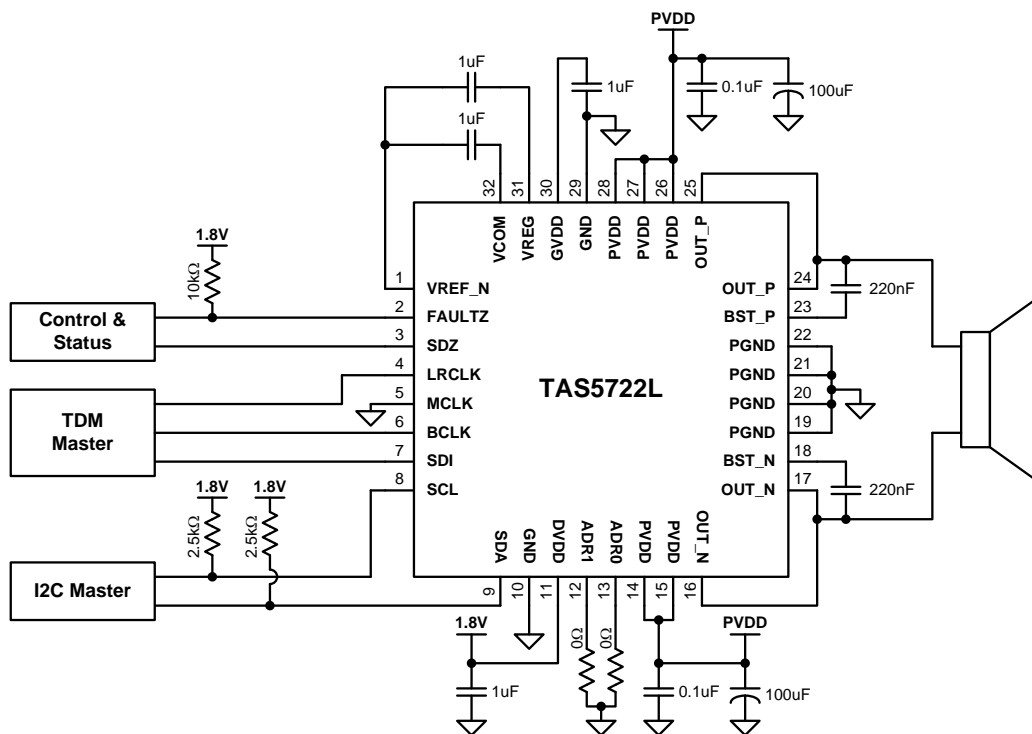 PVDD
1uF
1uF
1uF
0.1uF
100uF
32
31
30
29
28
27
26
25
VCOM
VREG
GVDD
GND
PVDD
PVDD
PVDD
OUT_P
1.8V
10kΩ
Control &
Status
TDM
Master
I2C Master
1
2
3
4
5
6
7
8
VREF_N
FAULTZ
SDZ
LRCLK
MCLK
BCLK
SDI
SCL
TAS5722L
OUT_P
BST_P
PGND
PGND
PGND
PGND
BST_N
OUT_N
24
23
22
21
20
19
18
17
220nF
220nF
1.8V
1.8V
2.5kΩ
2.5kΩ
SDA
GND
DVDD
ADR1
ADR0
PVDD
PVDD
OUT_N
9
10
11
12
13
14
15
16
1.8V
0Ω
0Ω
PVDD
1uF
0.1uF
100uF